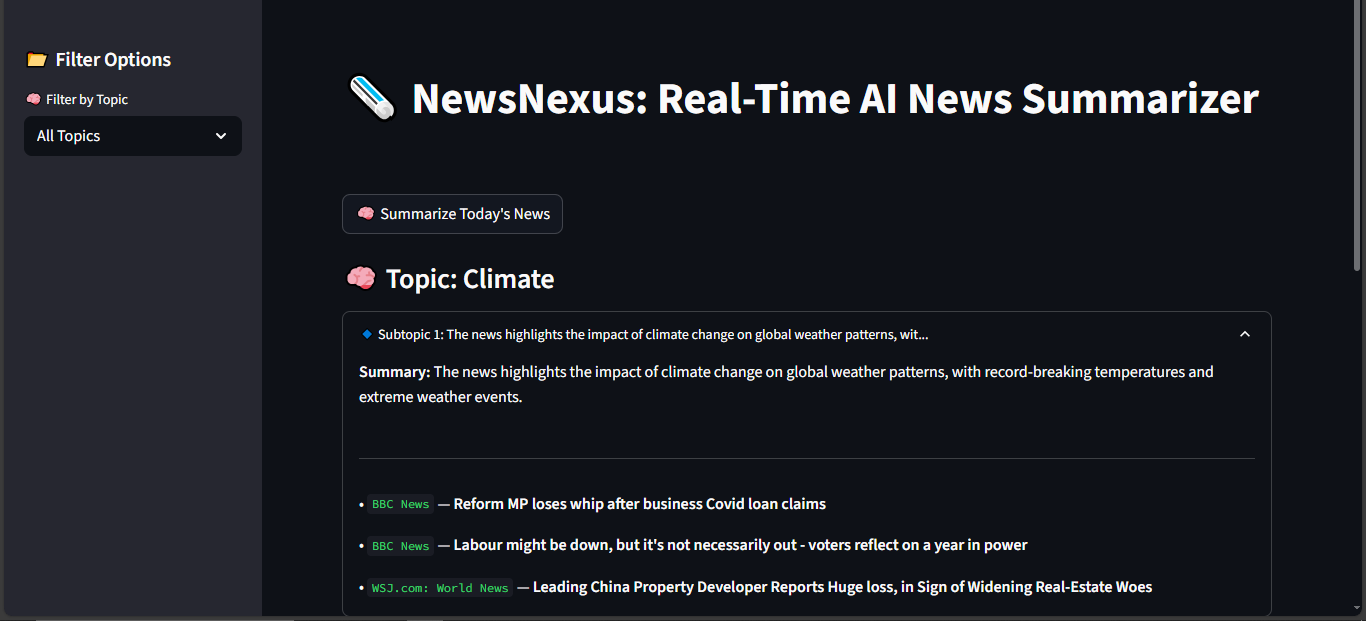 📂 Filter Options
🧠 Filter by Topic
All Topics
NewsNexus: Real-Time AI News Summarizer
🧠 Summarize Today's News
🧠 Topic: Climate
🔹 Subtopic 1: The news highlights the impact of climate change on global weather patterns, wit...
Summary: The news highlights the impact of climate change on global weather patterns, with record-breaking temperatures and
extreme weather events.
• BBC News — Reform MP loses whip after business Covid loan claims
• BBC News — Labour might be down, but it's not necessarily out - voters reflect on a year in power
• WSJ.com: World News — Leading China Property Developer Reports Huge loss, in Sign of Widening Real-Estate Woes